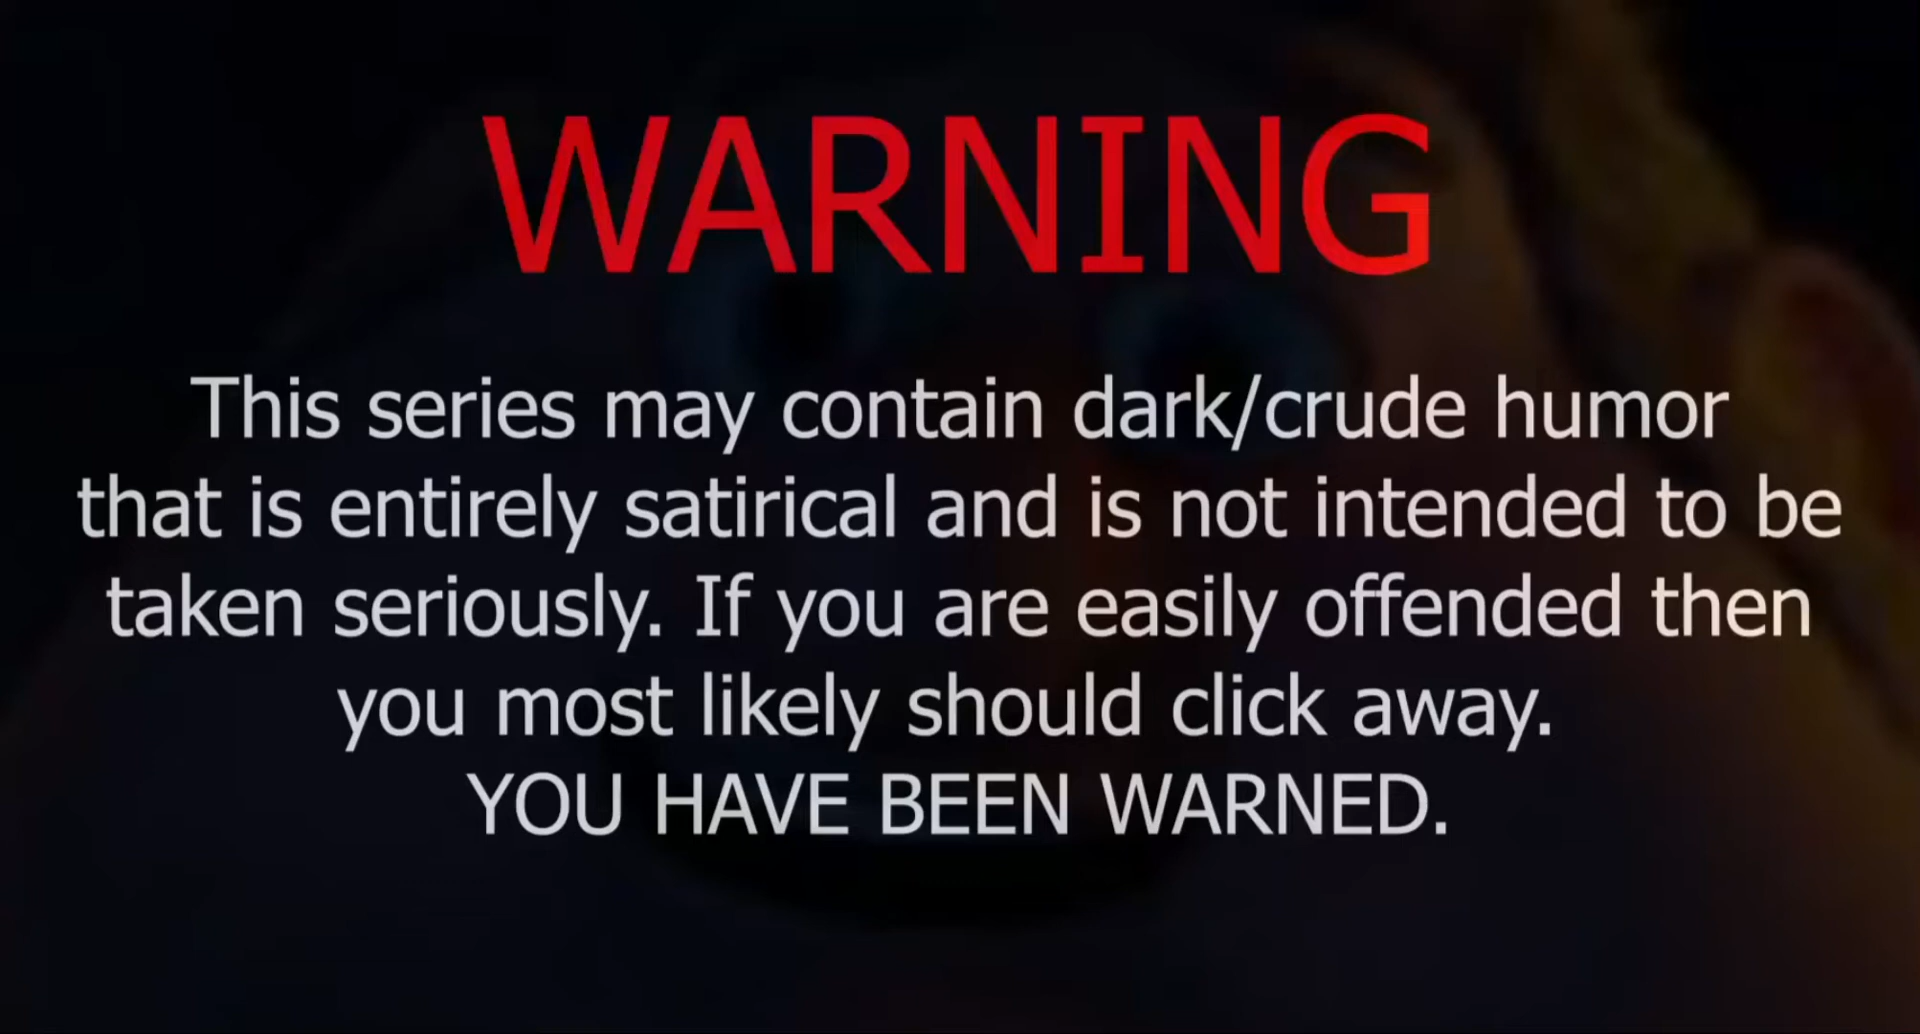 WARNING
This series may contain dark/crude humor
that is entirely satirical and is not intended to be
taken seriously. If you are easily offended then
you most likely should click away.
YOU HAVE BEEN WARNED.